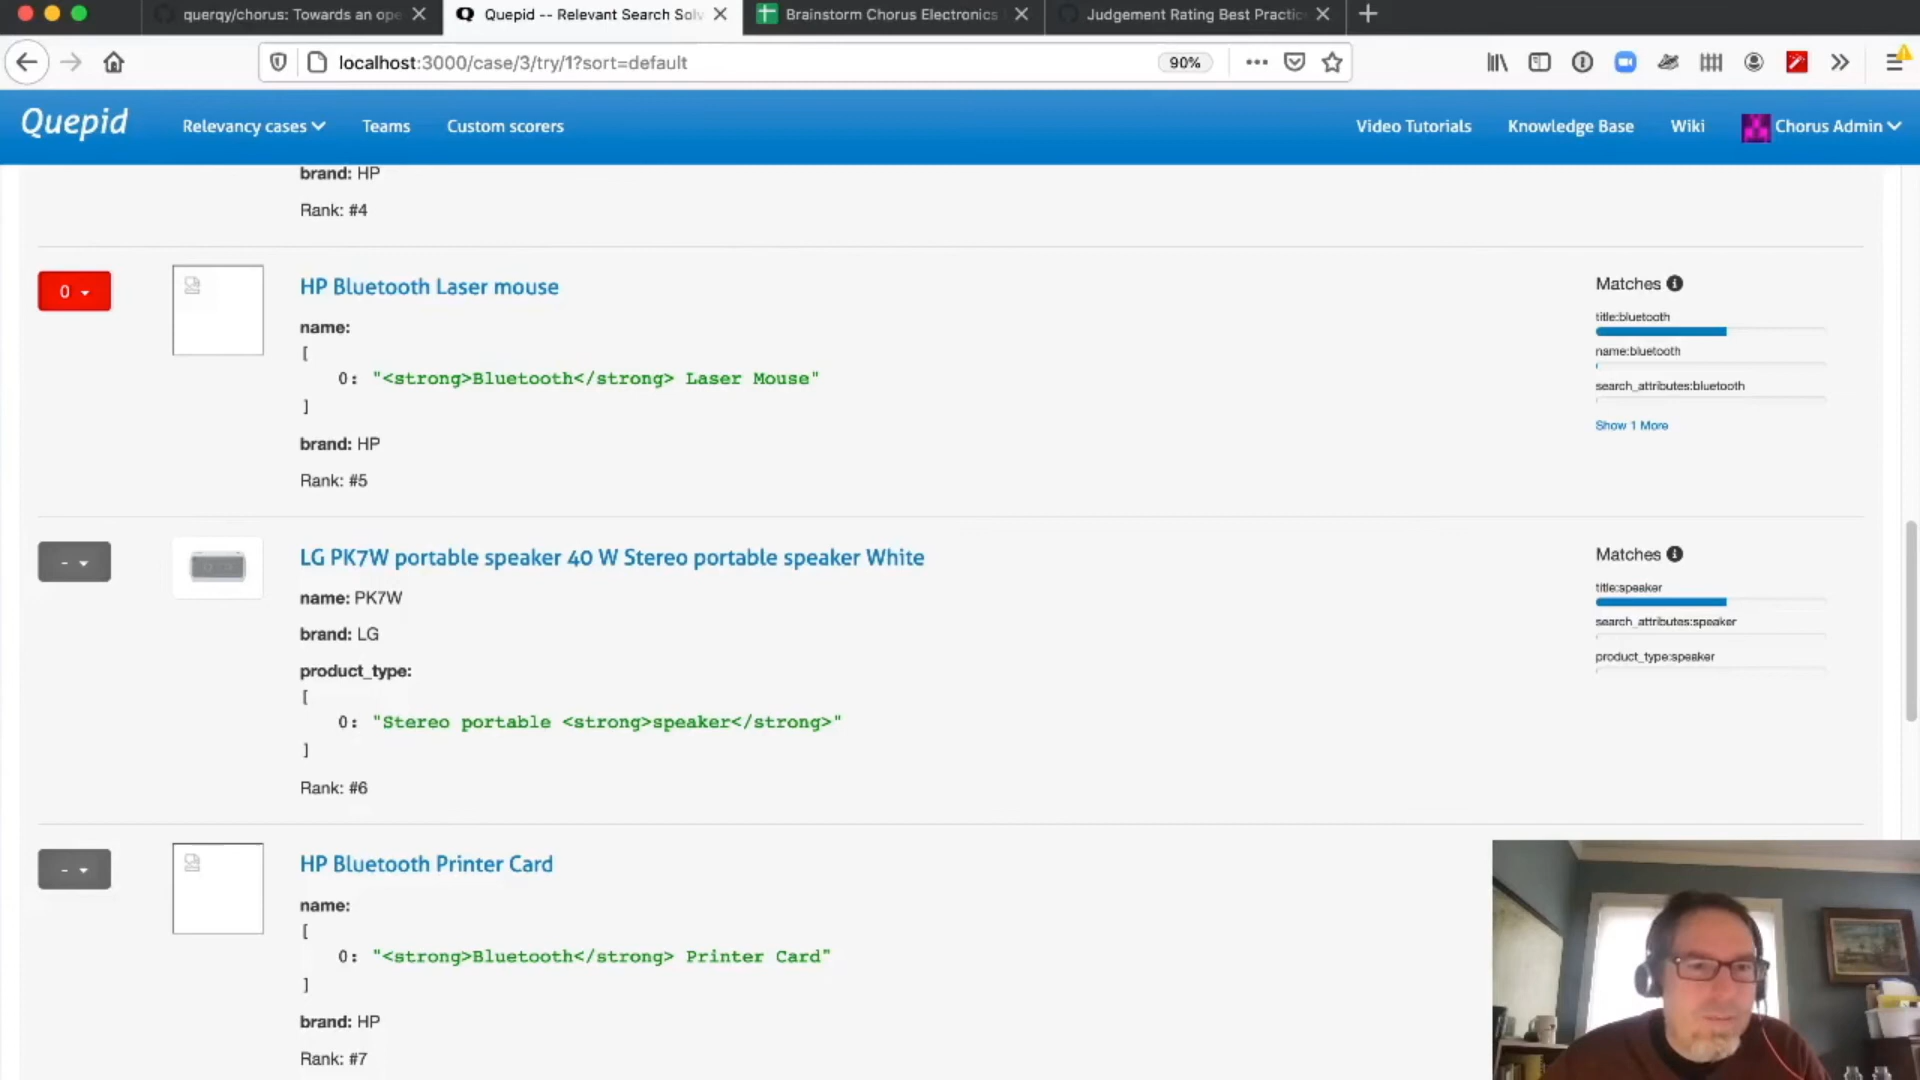 querqy/chorus: Towards an ope
Quepid -- Relevant Search Solv
Brainstorm Chorus Electronics
Judgement Rating Best Practic
localhost:3000/case/3/try/1?sort=default
90%
Quepid
Relevancy cases
Teams
Custom scorers
Video Tutorials
Knowledge Base
Wiki
Chorus Admin
brand: HP
Rank: #4
0
HP Bluetooth Laser mouse
name:
[
0: "<strong>Bluetooth</strong> Laser Mouse"
]
brand: HP
Rank: #5
Matches
title:bluetooth
name:bluetooth
search_attributes:bluetooth
Show 1 More
-
LG PK7W portable speaker 40 W Stereo portable speaker White
name: PK7W
brand: LG
product_type:
[
0: "Stereo portable <strong>speaker</strong>"
]
Rank: #6
Matches
title:speaker
search_attributes:speaker
product_type:speaker
-
HP Bluetooth Printer Card
name:
[
0: "<strong>Bluetooth</strong> Printer Card"
]
brand: HP
Rank: #7